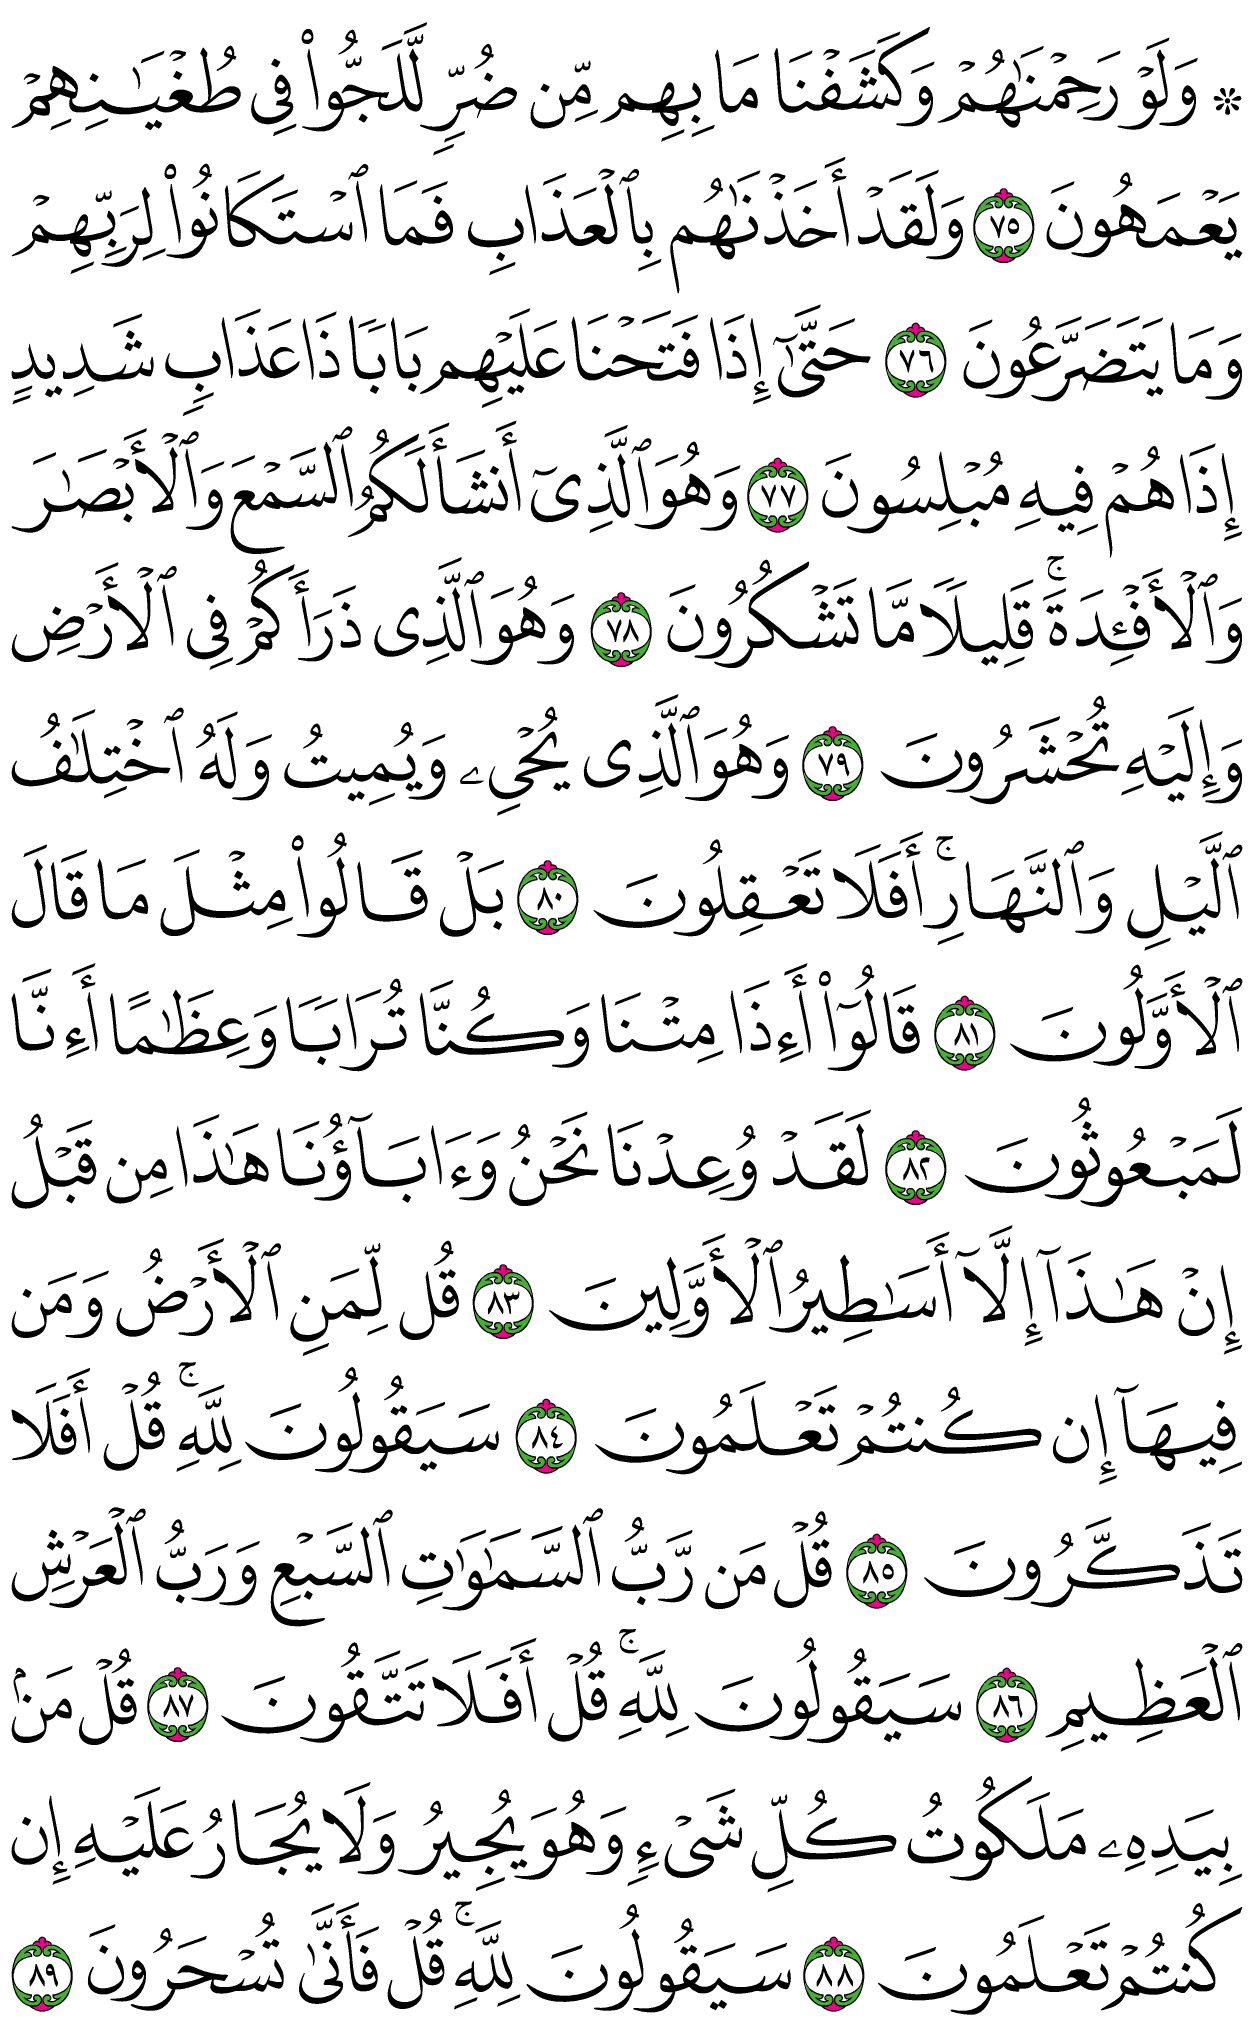 ۞ وَلَوْ رَحِمْنَٰهُمْ وَكَشَفْنَا مَا بِهِم مِّن ضُرٍّ لَّلَجُّوا۟ فِى طُغْيَٰنِهِمْ
يَعْمَهُونَ ٧٥ وَلَقَدْ أَخَذْنَٰهُم بِٱلْعَذَابِ فَمَا ٱسْتَكَانُوا۟ لِرَبِّهِمْ
وَمَا يَتَضَرَّعُونَ ٧٦ حَتَّىٰٓ إِذَا فَتَحْنَا عَلَيْهِم بَابًا ذَا عَذَابٍ شَدِيدٍ
إِذَا هُمْ فِيهِ مُبْلِسُونَ ٧٧ وَهُوَ ٱلَّذِىٓ أَنشَأَ لَكُمُ ٱلسَّمْعَ وَٱلْأَبْصَٰرَ
وَٱلْأَفْـِٔدَةَ ۚ قَلِيلًا مَّا تَشْكُرُونَ ٧٨ وَهُوَ ٱلَّذِى ذَرَأَكُمْ فِى ٱلْأَرْضِ
وَإِلَيْهِ تُحْشَرُونَ ٧٩ وَهُوَ ٱلَّذِى يُحْىِۦ وَيُمِيتُ وَلَهُ ٱخْتِلَٰفُ
ٱلَّيْلِ وَٱلنَّهَارِ ۚ أَفَلَا تَعْقِلُونَ ٨٠ بَلْ قَالُوا۟ مِثْلَ مَا قَالَ
ٱلْأَوَّلُونَ ٨١ قَالُوٓا۟ أَءِذَا مِتْنَا وَكُنَّا تُرَابًا وَعِظَٰمًا أَءِنَّا
لَمَبْعُوثُونَ ٨٢ لَقَدْ وُعِدْنَا نَحْنُ وَءَابَآؤُنَا هَٰذَا مِن قَبْلُ
إِنْ هَٰذَآ إِلَّآ أَسَٰطِيرُ ٱلْأَوَّلِينَ ٨٣ قُل لِّمَنِ ٱلْأَرْضُ وَمَن
فِيهَآ إِن كُنتُمْ تَعْلَمُونَ ٨٤ سَيَقُولُونَ لِلَّهِ ۚ قُلْ أَفَلَا
تَذَكَّرُونَ ٨٥ قُلْ مَن رَّبُّ ٱلسَّمَٰوَٰتِ ٱلسَّبْعِ وَرَبُّ ٱلْعَرْشِ
ٱلْعَظِيمِ ٨٦ سَيَقُولُونَ لِلَّهِ ۚ قُلْ أَفَلَا تَتَّقُونَ ٨٧ قُلْ مَنۢ
بِيَدِهِۦ مَلَكُوتُ كُلِّ شَىْءٍ وَهُوَ يُجِيرُ وَلَا يُجَارُ عَلَيْهِ إِن
كُنتُمْ تَعْلَمُونَ ٨٨ سَيَقُولُونَ لِلَّهِ ۚ قُلْ فَأَنَّىٰ تُسْحَرُونَ ٨٩